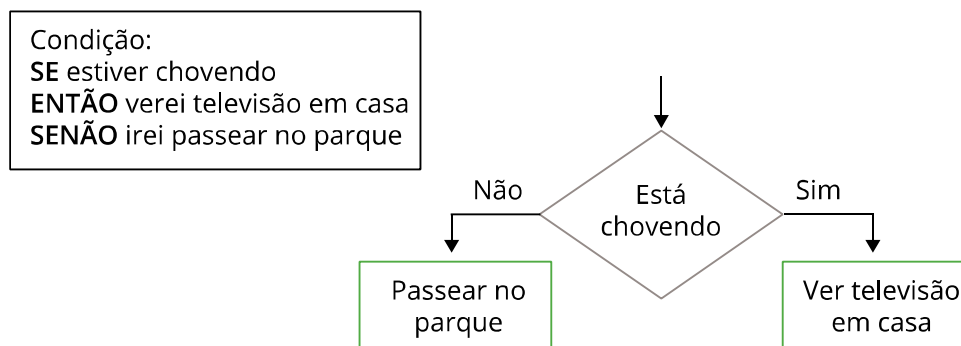 Condição:
SE estiver chovendo
ENTÃO verei televisão em casa
SENÃO irei passear no parque
Não
Está
chovendo
Sim
Passear no
parque
Ver televisão
em casa